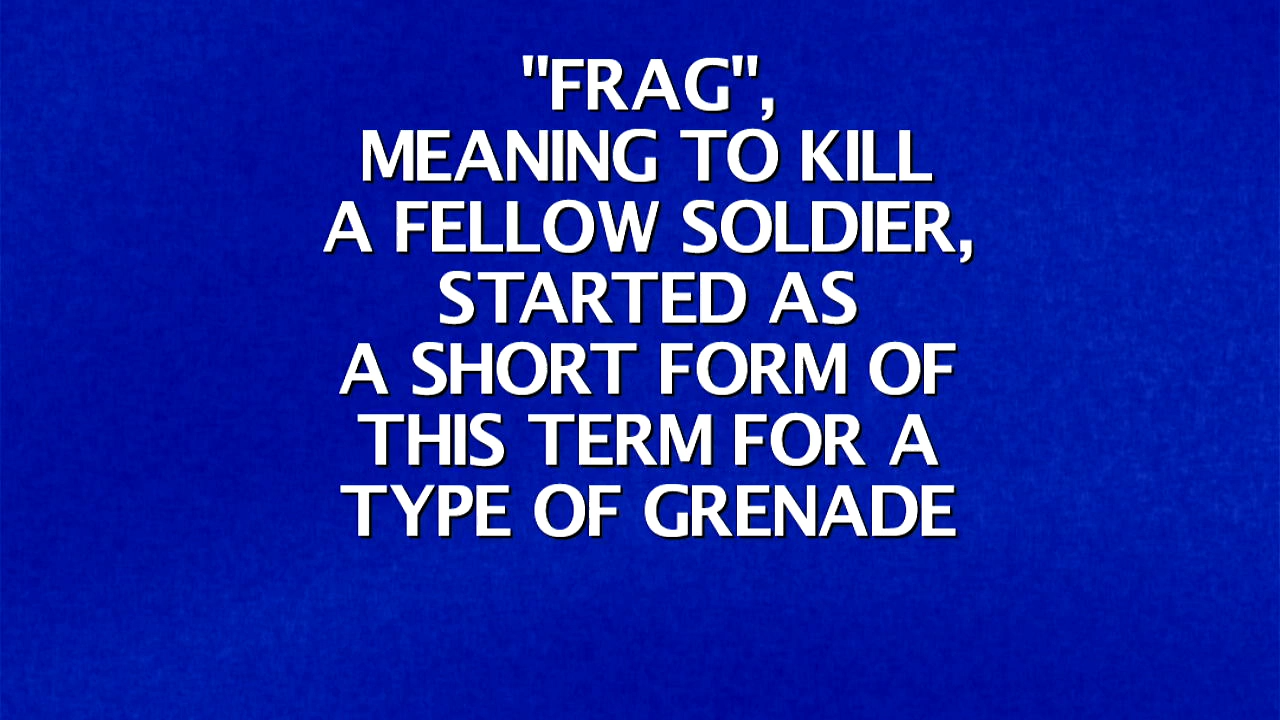 "FRAG",
MEANING TO KILL
A FELLOW SOLDIER,
STARTED AS
A SHORT FORM OF
THIS TERM FOR A
TYPE OF GRENADE